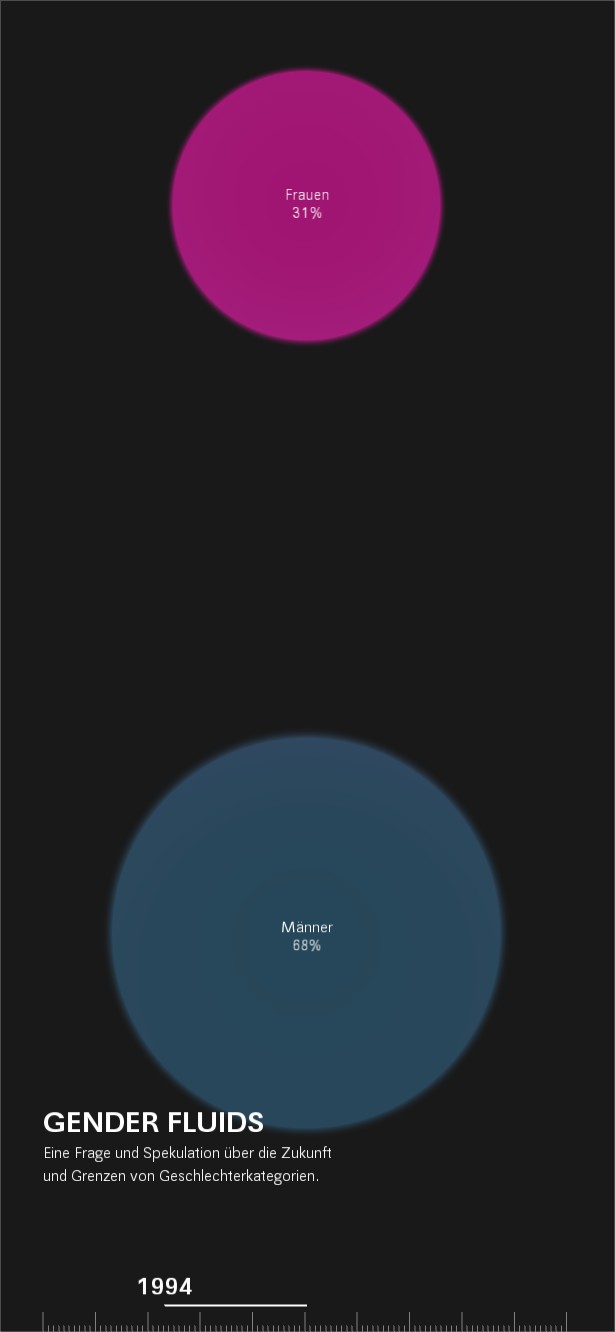 Frauen
31%
Männer
68%
GENDER FLUIDS
Eine Frage und Spekulation über die Zukunft
und Grenzen von Geschlechterkategorien.
1994